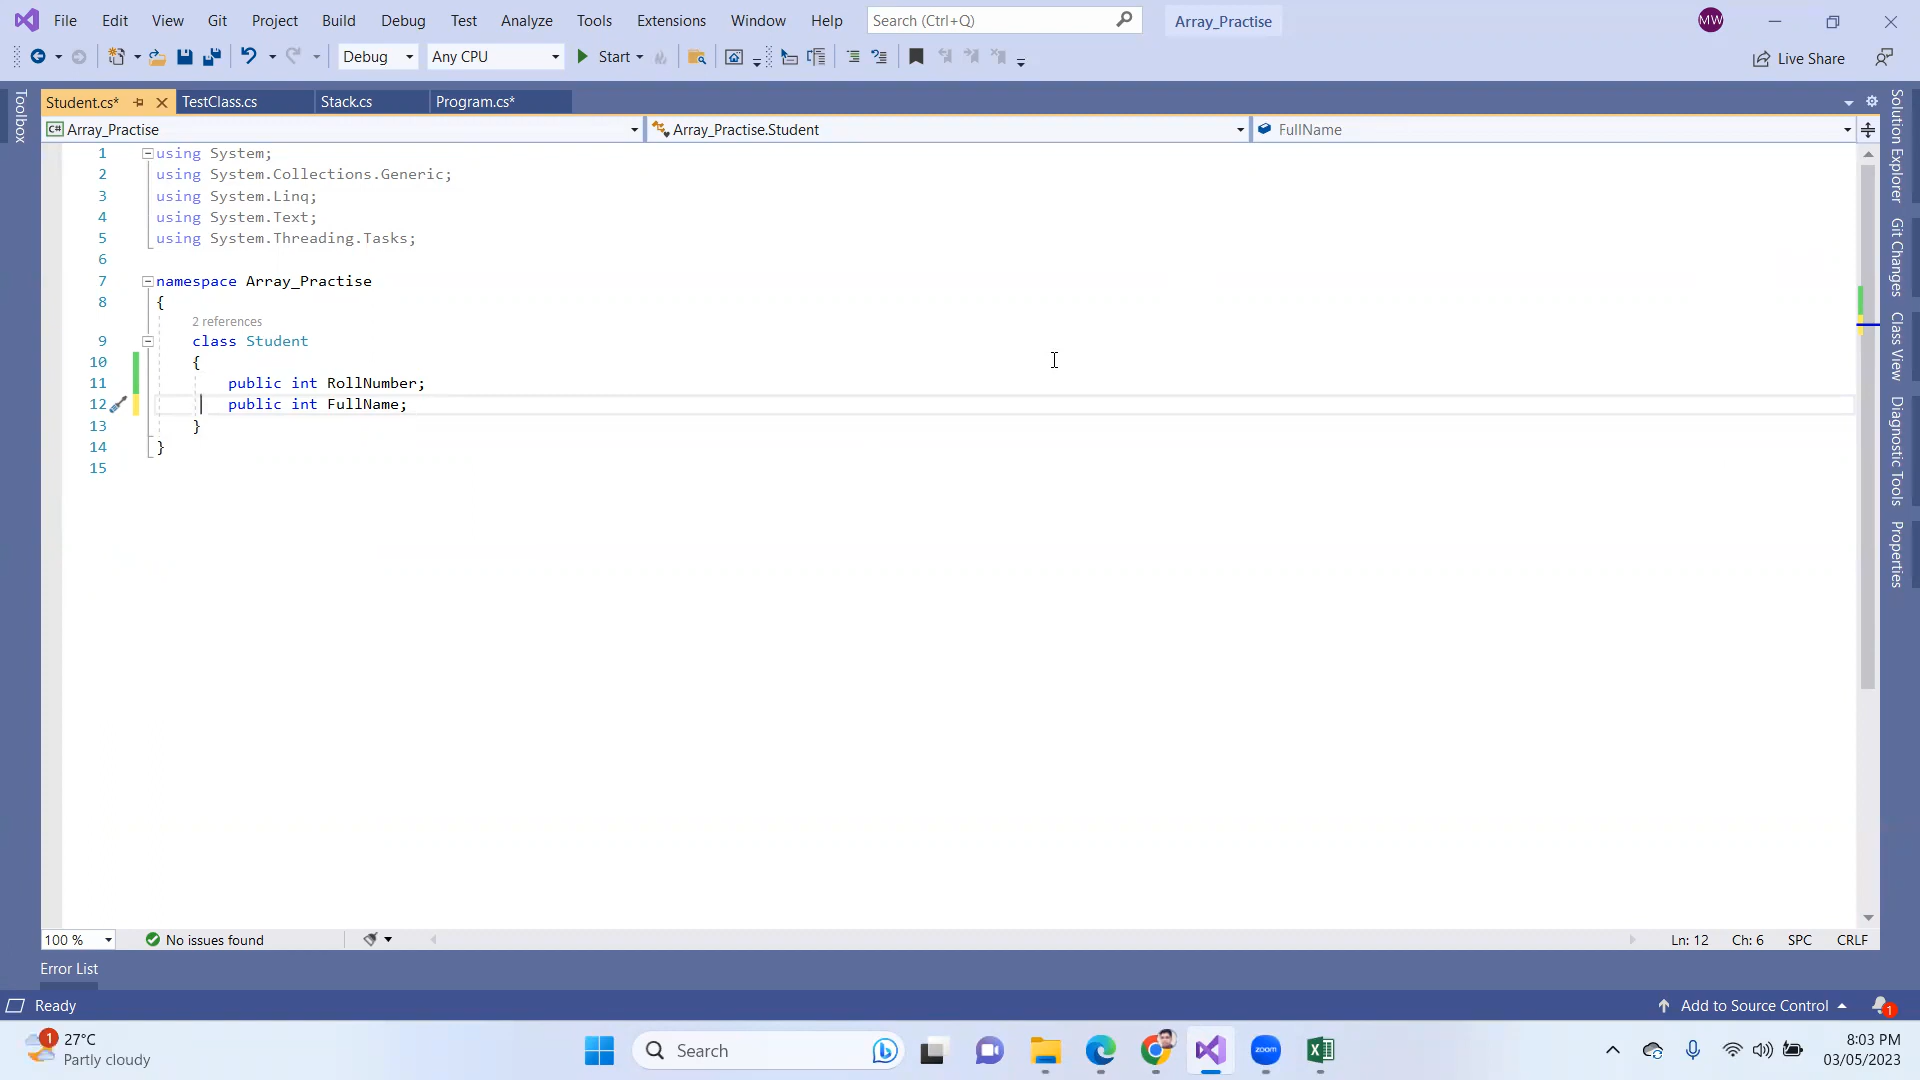 File Edit View Git Project Build Debug Test Analyze Tools Extensions Window Help Search (Ctrl+Q) Array_Practise MW
Debug Any CPU Start Live Share
Student.cs* TestClass.cs Stack.cs Program.cs*
C# Array_Practise Array_Practise.Student FullName
1 using System;
2 using System.Collections.Generic;
3 using System.Linq;
4 using System.Text;
5 using System.Threading.Tasks;
6
7 namespace Array_Practise
8 {
2 references
9 class Student
10 {
11 public int RollNumber;
12 public int FullName;
13 }
14 }
15
Toolbox
Solution Explorer
Git Changes
Class View
Diagnostic Tools
Properties
100 % No issues found Ln: 12 Ch: 6 SPC CRLF
Error List
Ready Add to Source Control 1
1 27°C
Partly cloudy
Search
zoom
8:03 PM
03/05/2023